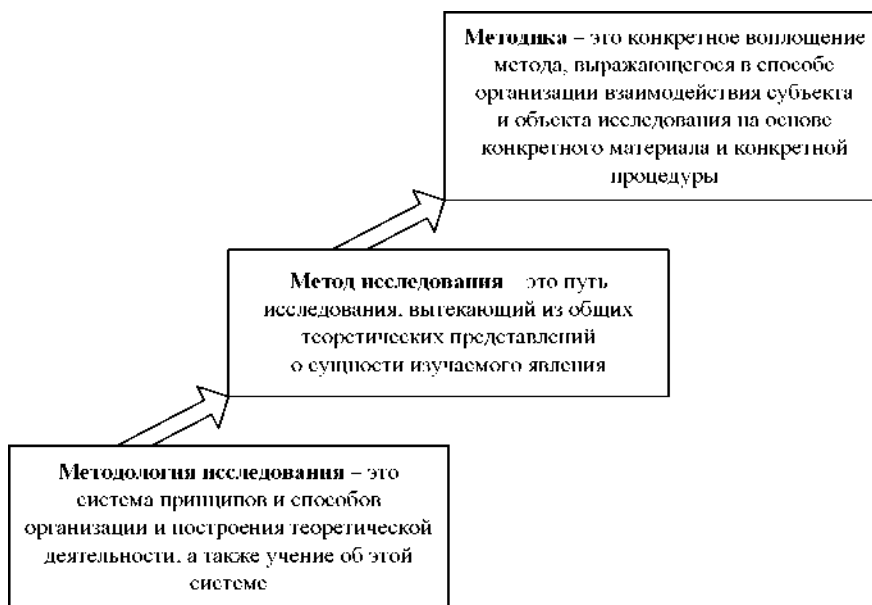 Методика – это конкретное воплощение
метода, выражающегося в способе
организации взаимодействия субъекта
и объекта исследования на основе
конкретного материала и конкретной
процедуры
Метод исследования – это путь
исследования, вытекающий из общих
теоретических представлений
о сущности изучаемого явления
Методология исследования – это
система принципов и способов
организации и построения теоретической
деятельности, а также учение об этой
системе